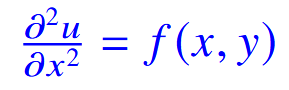 ∂²u/∂x² = f(x, y)